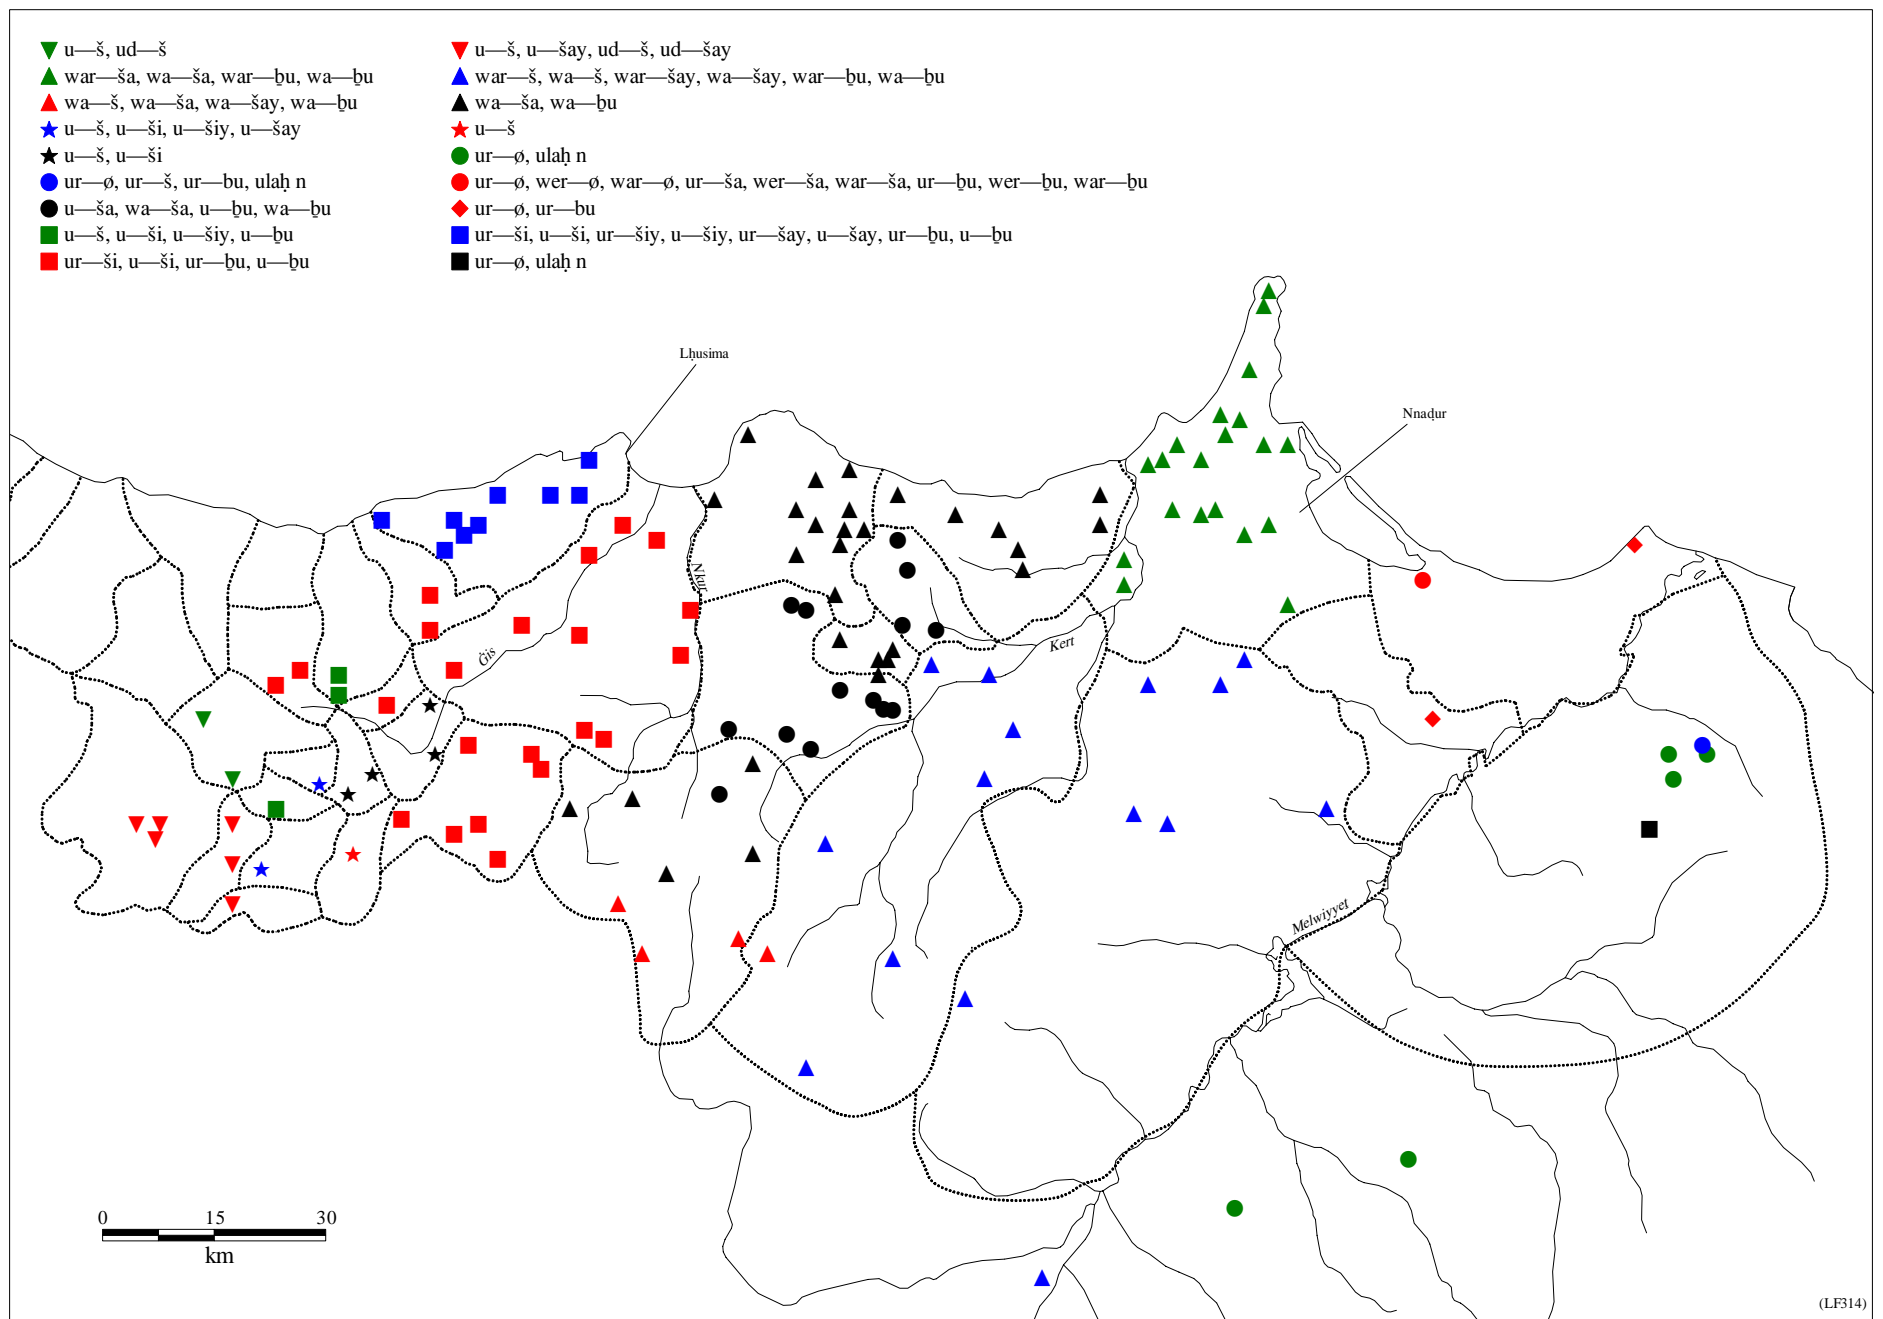 u—š, ud—š
war—ša, wa—ša, war—ḇu, wa—ḇu
wa—š, wa—ša, wa—šay, wa—ḇu
u—š, u—ši, u—šiy, u—šay
u—š, u—ši
ur—ø, ur—š, ur—bu, ulaḥ n
u—ša, wa—ša, u—ḇu, wa—ḇu
u—š, u—ši, u—šiy, u—ḇu
ur—ši, u—ši, ur—ḇu, u—ḇu
u—š, u—šay, ud—š, ud—šay
war—š, wa—š, war—šay, wa—šay, war—ḇu, wa—ḇu
wa—ša, wa—ḇu
u—š
ur—ø, ulaḥ n
ur—ø, wer—ø, war—ø, ur—ša, wer—ša, war—ša, ur—bu, wer—bu, war—bu
ur—ø, ur—bu
ur—ši, u—ši, ur—šiy, u—šiy, ur—šay, u—šay, ur—ḇu, u—ḇu
ur—ø, ulaḥ n
Lḥusima
Nnaḍur
Nkur
Ǧis
Kert
Melwiyyet
0 15 30
km
(LF314)